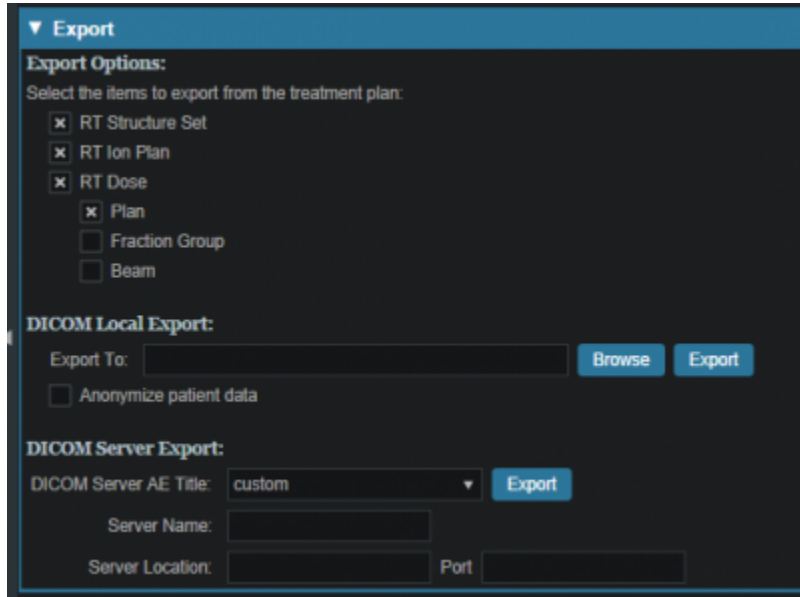 Export
Export Options:
Select the items to export from the treatment plan:
RT Structure Set
RT Ion Plan
RT Dose
Plan
Fraction Group
Beam
DICOM Local Export:
Export To: Browse Export
Anonymize patient data
DICOM Server Export:
DICOM Server AE Title: custom Export
Server Name:
Server Location: Port